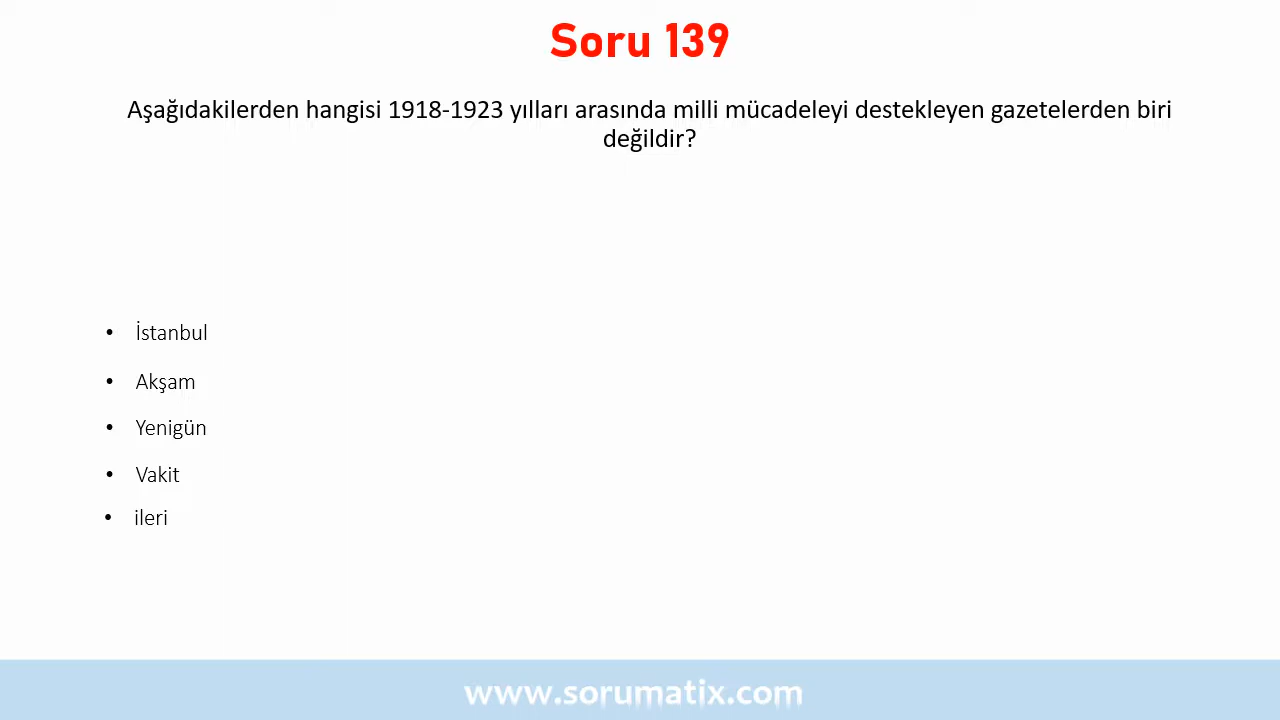 Soru 139
Aşağıdakilerden hangisi 1918-1923 yılları arasında milli mücadeleyi destekleyen gazetelerden biri
değildir?
• İstanbul
• Akşam
• Yenigün
• Vakit
• ileri
www.sorumatix.com